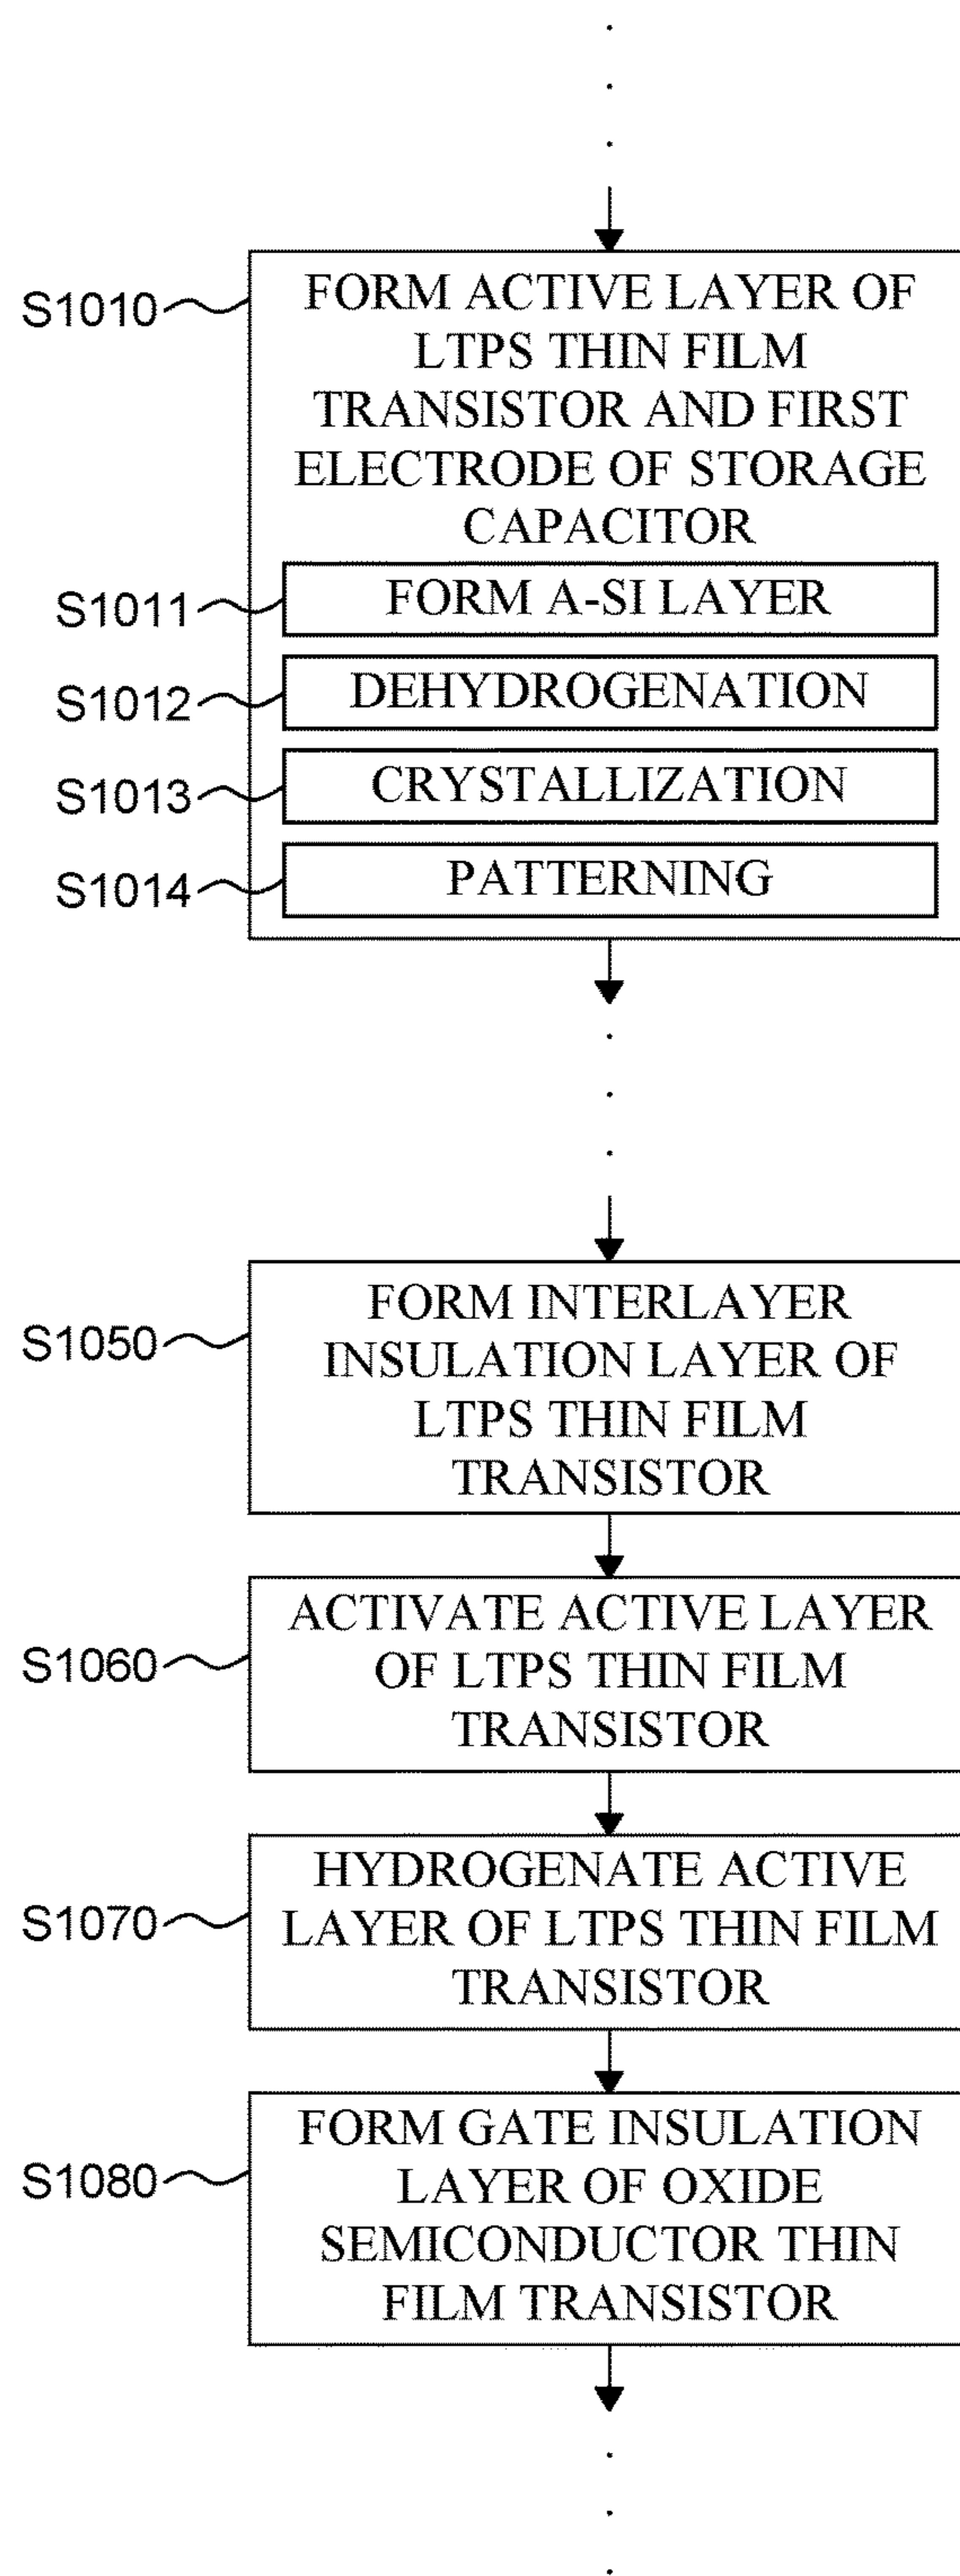 S1010
FORM ACTIVE LAYER OF
LTPS THIN FILM
TRANSISTOR AND FIRST
ELECTRODE OF STORAGE
CAPACITOR
S1011
FORM A-SI LAYER
S1012
DEHYDROGENATION
S1013
CRYSTALLIZATION
S1014
PATTERNING
S1050
FORM INTERLAYER
INSULATION LAYER OF
LTPS THIN FILM
TRANSISTOR
S1060
ACTIVATE ACTIVE LAYER
OF LTPS THIN FILM
TRANSISTOR
S1070
HYDROGENATE ACTIVE
LAYER OF LTPS THIN FILM
TRANSISTOR
S1080
FORM GATE INSULATION
LAYER OF OXIDE
SEMICONDUCTOR THIN
FILM TRANSISTOR